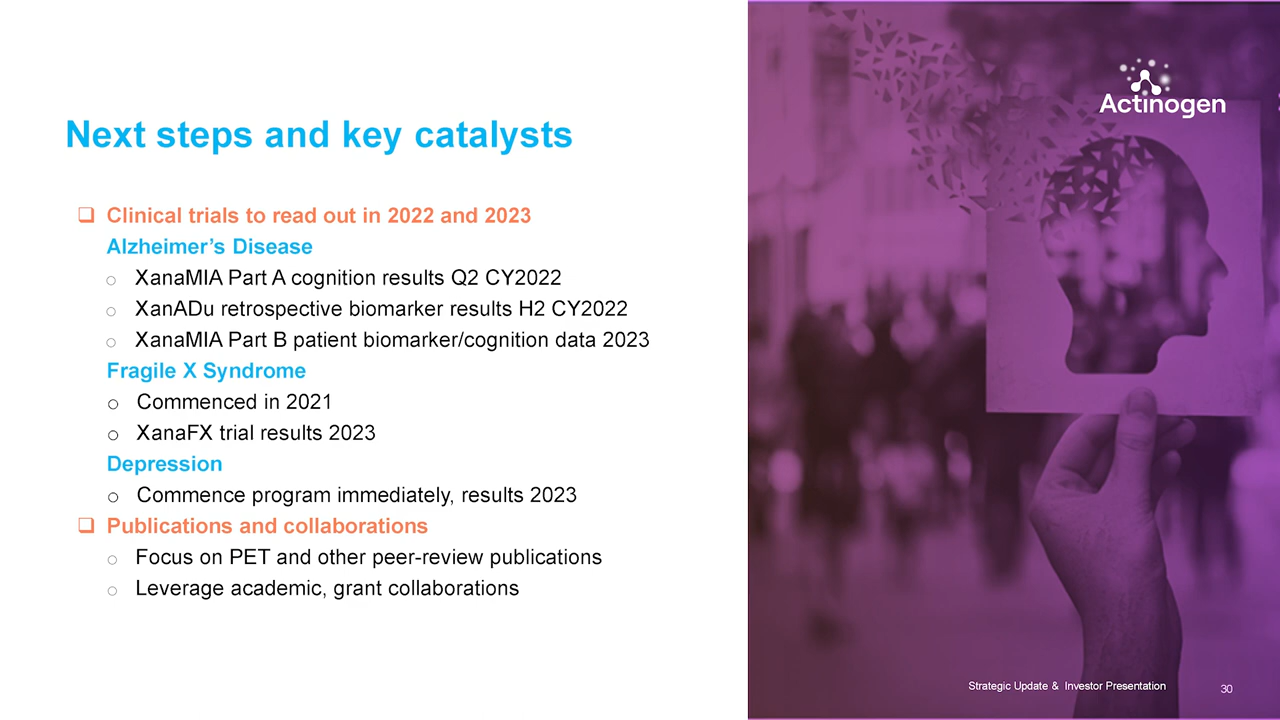 Actinogen
Next steps and key catalysts
❑ Clinical trials to read out in 2022 and 2023
Alzheimer’s Disease
o XanaMIA Part A cognition results Q2 CY2022
o XanADu retrospective biomarker results H2 CY2022
o XanaMIA Part B patient biomarker/cognition data 2023
Fragile X Syndrome
o Commenced in 2021
o XanaFX trial results 2023
Depression
o Commence program immediately, results 2023
❑ Publications and collaborations
o Focus on PET and other peer-review publications
o Leverage academic, grant collaborations
Strategic Update & Investor Presentation 30